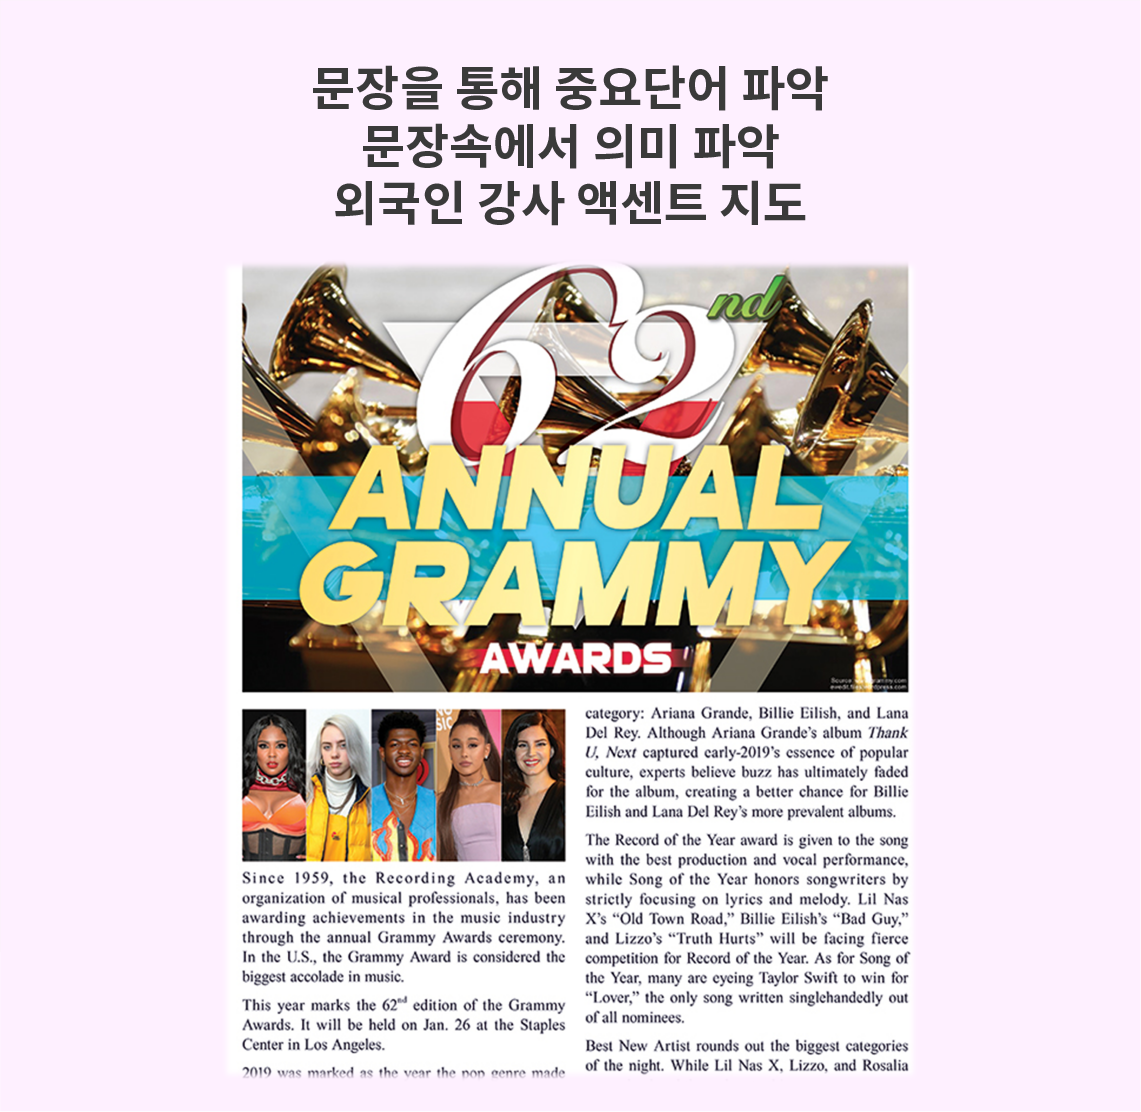 문장을 통해 중요단어 파악
문장속에서 의미 파악
외국인 강사 액센트 지도
62nd
ANNUAL
GRAMMY
AWARDS
Since 1959, the Recording Academy, an
organization of musical professionals, has been
awarding achievements in the music industry
through the annual Grammy Awards ceremony.
In the U.S., the Grammy Award is considered the
biggest accolade in music.
This year marks the 62nd edition of the Grammy
Awards. It will be held on Jan. 26 at the Staples
Center in Los Angeles.
2019 was marked as the year the pop genre made
category: Ariana Grande, Billie Eilish, and Lana
Del Rey. Although Ariana Grande's album Thank
U, Next captured early-2019's essence of popular
culture, experts believe buzz has ultimately faded
for the album, creating a better chance for Billie
Eilish and Lana Del Rey's more prevalent albums.
The Record of the Year award is given to the song
with the best production and vocal performance,
while Song of the Year honors songwriters by
strictly focusing on lyrics and melody. Lil Nas
X's “Old Town Road,” Billie Eilish's “Bad Guy,”
and Lizzo's “Truth Hurts” will be facing fierce
competition for Record of the Year. As for Song of
the Year, many are eyeing Taylor Swift to win for
“Lover,” the only song written singlehandedly out
of all nominees.
Best New Artist rounds out the biggest categories
of the night. While Lil Nas X, Lizzo, and Rosalia